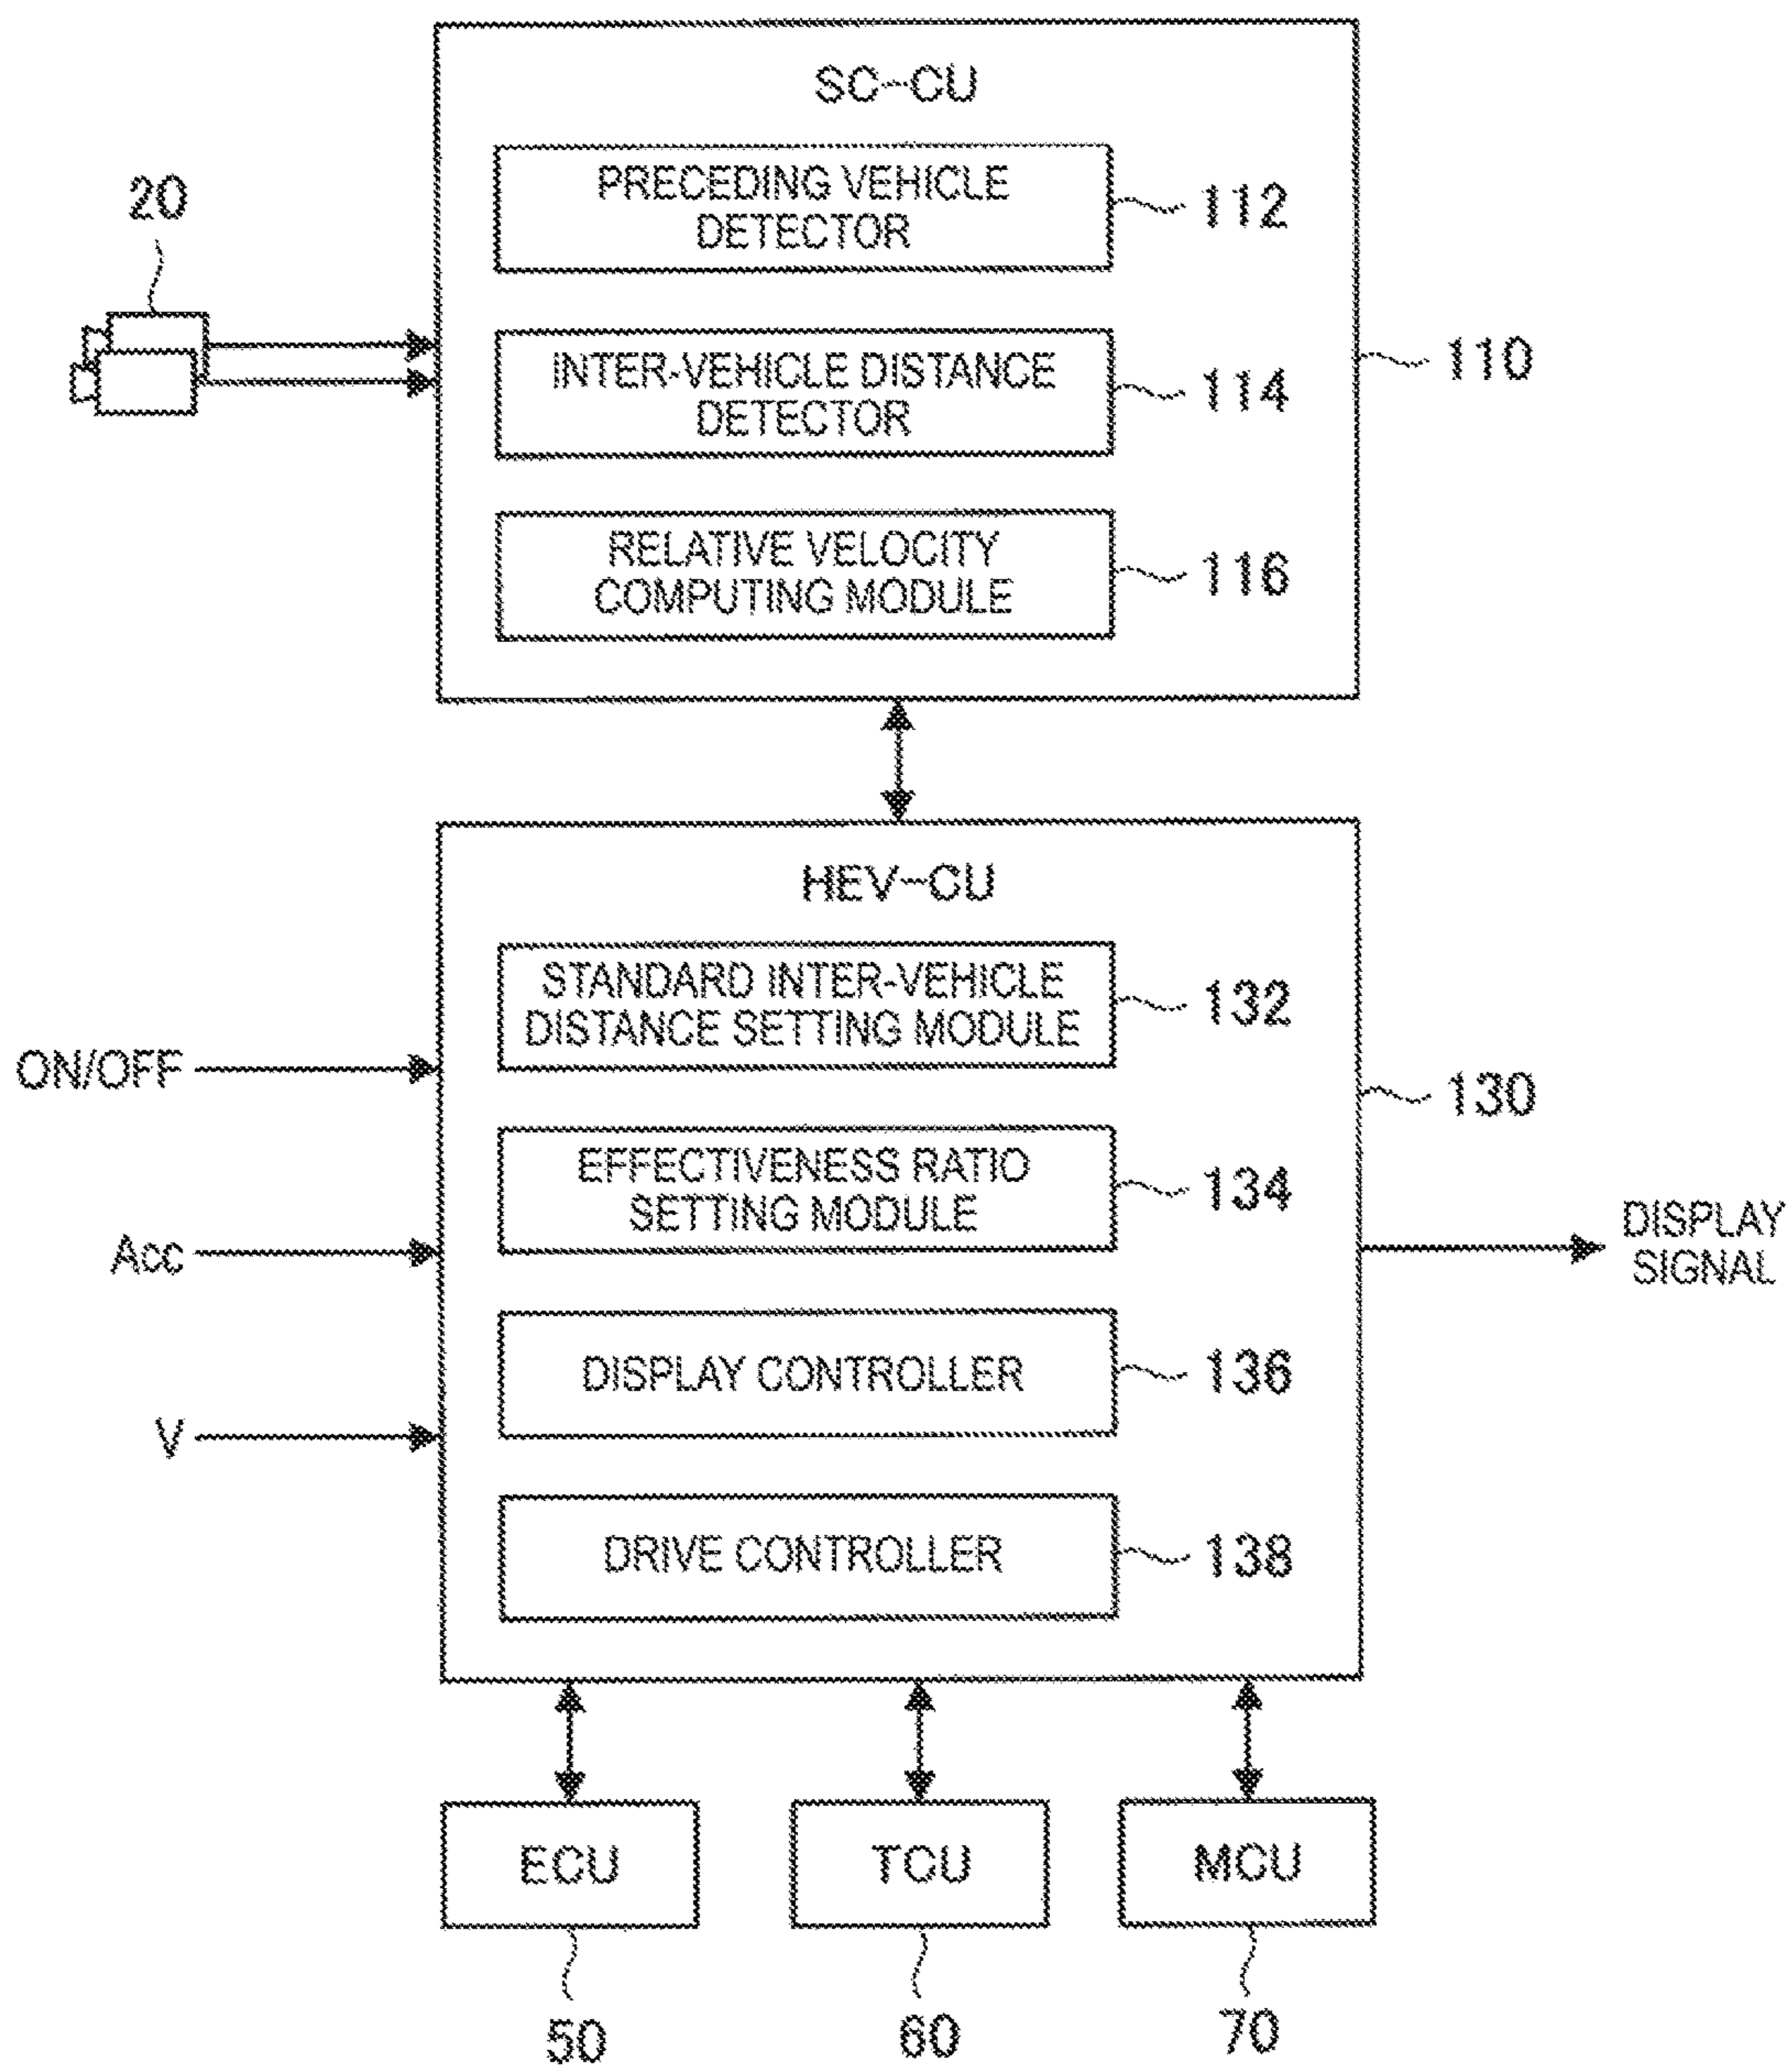 SC-CU
PRECEDING VEHICLE
DETECTOR
112
20
INTER-VEHICLE DISTANCE
DETECTOR
114
110
RELATIVE VELOCITY
COMPUTING MODULE
116
HEV-CU
STANDARD INTER-VEHICLE
DISTANCE SETTING MODULE
132
ON/OFF
130
EFFECTIVENESS RATIO
SETTING MODULE
134
Acc
DISPLAY
SIGNAL
DISPLAY CONTROLLER
136
V
DRIVE CONTROLLER
138
ECU
TCU
MCU
50
60
70